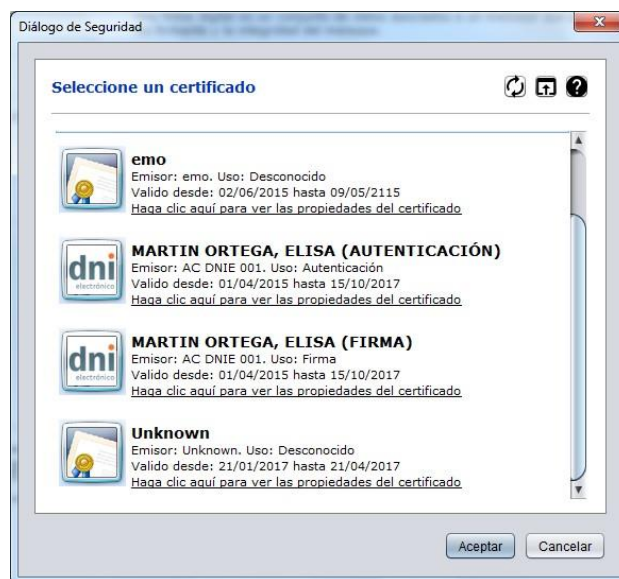 Diálogo de Seguridad
Seleccione un certificado
emo
Emisor: emo. Uso: Desconocido
Valido desde: 02/06/2015 hasta 09/05/2115
Haga clic aquí para ver las propiedades del certificado
dni
electrónico
MARTIN ORTEGA, ELISA (AUTENTICACIÓN)
Emisor: AC DNIE 001. Uso: Autenticación
Valido desde: 01/04/2015 hasta 15/10/2017
Haga clic aquí para ver las propiedades del certificado
dni
electrónico
MARTIN ORTEGA, ELISA (FIRMA)
Emisor: AC DNIE 001. Uso: Firma
Valido desde: 01/04/2015 hasta 15/10/2017
Haga clic aquí para ver las propiedades del certificado
Unknown
Emisor: Unknown. Uso: Desconocido
Valido desde: 21/01/2017 hasta 21/04/2017
Haga clic aquí para ver las propiedades del certificado
Aceptar Cancelar